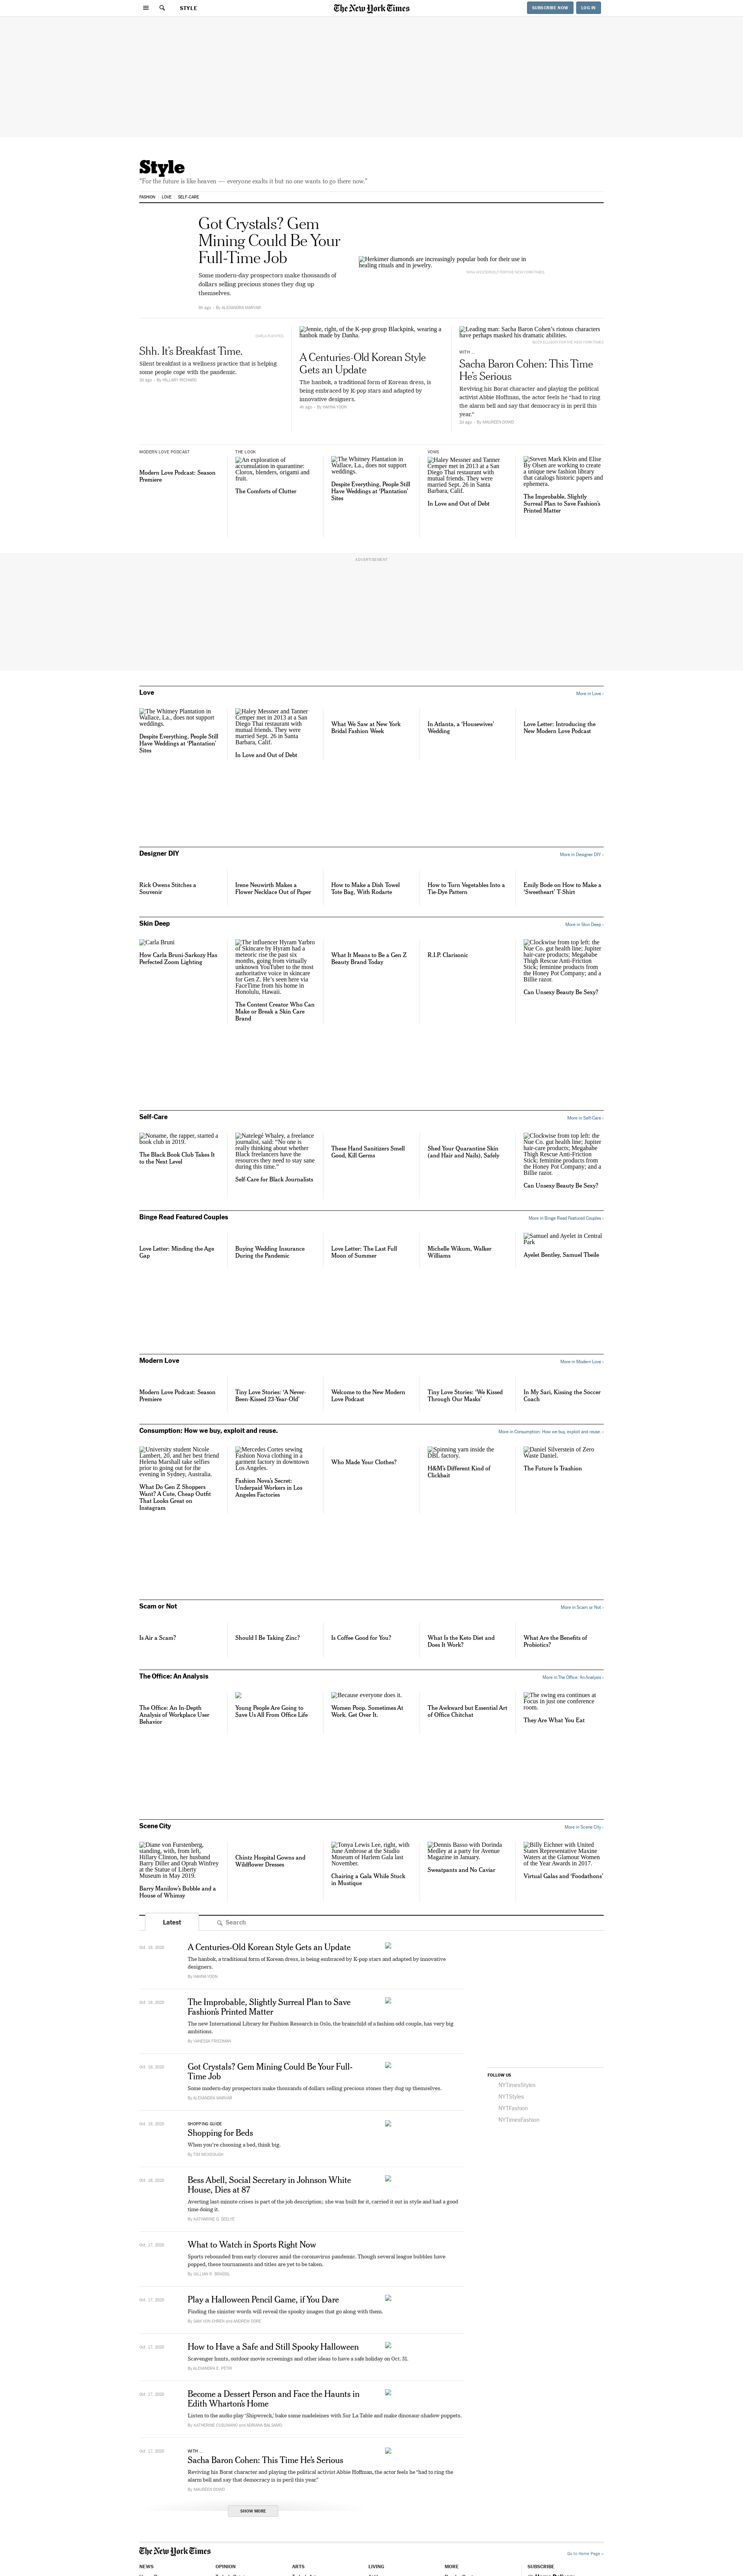 STYLE
The New York Times
SUBSCRIBE NOW
LOG IN
Style
"For the future is like heaven — everyone exalts it but no one wants to go there now."
FASHION
LOVE
SELF-CARE
Got Crystals? Gem
Mining Could Be Your
Full-Time Job
Some modern-day prospectors make thousands of
dollars selling precious stones they dug up
themselves.
By ALEXANDRA MARVAR
Herkimer diamonds are increasingly popular both for their use in
healing rituals and in jewelry.
Shh. It's Breakfast Time.
Silent breakfast is a wellness practice that is helping
some people cope with the pandemic.
By HILLARY RICHARD
Jennie, right, of the K-pop group Blackpink, wearing a
hanbok made by Danha.
A Centuries-Old Korean Style
Gets an Update
The hanbok, a traditional form of Korean dress, is
being embraced by K-pop stars and adapted by
innovative designers.
4h ago
By HAHNA YOON
Leading man: Sacha Baron Cohen's riotous characters
have perhaps masked his dramatic abilities.
WITH ...
Sacha Baron Cohen: This Time
He's Serious
Reviving his Borat character and playing the political
activist Abbie Hoffman, the actor feels he "had to ring
the alarm bell and say that democracy is in peril this
year."
2d ago
By MAUREEN DOWD
MODERN LOVE PODCAST
Modern Love Podcast: Season
Premiere
THE LOOK
An exploration of
accumulation in quarantine:
Clorox, blenders, origami and
fruit.
The Comforts of Clutter
The Whitney Plantation in
Wallace, La., does not support
weddings.
Despite Everything, People Still
Have Weddings at 'Plantation'
Sites
VOWS
Haley Messner and Tanner
Cemper met in 2013 at a San
Diego Thai restaurant with
mutual friends. They were
married Sept. 26 in Santa
Barbara, Calif.
In Love and Out of Debt
Steven Mark Klein and Elise
By Olsen are working to create
a unique new fashion library
that catalogs historic papers and
ephemera.
The Improbable, Slightly
Surreal Plan to Save Fashion's
Printed Matter
ADVERTISEMENT
Love
More in Love ›
The Whitney Plantation in
Wallace, La., does not support
weddings.
Despite Everything, People Still
Have Weddings at 'Plantation'
Sites
Haley Messner and Tanner
Cemper met in 2013 at a San
Diego Thai restaurant with
mutual friends. They were
married Sept. 26 in Santa
Barbara, Calif.
In Love and Out of Debt
What We Saw at New York
Bridal Fashion Week
In Atlanta, a 'Housewives'
Wedding
Love Letter: Introducing the
New Modern Love Podcast
Designer DIY
More in Designer DIY ›
Rick Owens Stitches a
Souvenir
Irene Neuwirth Makes a
Flower Necklace Out of Paper
How to Make a Dish Towel
Tote Bag, With Rodarte
How to Turn Vegetables Into a
Tie-Dye Pattern
Emily Bode on How to Make a
'Sweetheart' T-Shirt
Skin Deep
More in Skin Deep ›
Carla Bruni
How Carla Bruni-Sarkozy Has
Perfected Zoom Lighting
The influencer Hyram Yarbro
of Skincare by Hyram had a
meteoric rise the past six
months, going from virtually
unknown YouTuber to the most
authoritative voice in skincare
for Gen Z. He's seen here via
FaceTime from his home in
Honolulu, Hawaii.
The Content Creator Who Can
Make or Break a Skin Care
Brand
What It Means to Be a Gen Z
Beauty Brand Today
R.I.P. Clarisonic
Clockwise from top left: the
Nue Co. gut health line; Jupiter
hair-care products; Megababe
Thigh Rescue Anti-Friction
Stick; feminine products from
the Honey Pot Company; and a
Billie razor.
Can Unsexy Beauty Be Sexy?
Self-Care
More in Self-Care ›
Noname, the rapper, started a
book club in 2019.
The Black Book Club Takes It
to the Next Level
Natelegé Whaley, a freelance
journalist, said: "No one is
really thinking about whether
Black freelancers have the
resources they need to stay sane
during this time."
Self-Care for Black Journalists
These Hand Sanitizers Smell
Good, Kill Germs
Shed Your Quarantine Skin
(and Hair and Nails), Safely
Clockwise from top left: the
Nue Co. gut health line; Jupiter
hair-care products; Megababe
Thigh Rescue Anti-Friction
Stick; feminine products from
the Honey Pot Company; and a
Billie razor.
Can Unsexy Beauty Be Sexy?
Binge Read Featured Couples
More in Binge Read Featured Couples ›
Love Letter: Minding the Age
Gap
Buying Wedding Insurance
During the Pandemic
Love Letter: The Last Full
Moon of Summer
Michelle Wikum, Walker
Williams
Samuel and Ayelet in Central
Park
Ayelet Bentley, Samuel Theile
Modern Love
More in Modern Love ›
Modern Love Podcast: Season
Premiere
Tiny Love Stories: 'A Never-
Been-Kissed 23-Year-Old'
Welcome to the New Modern
Love Podcast
Tiny Love Stories: 'We Kissed
Through Our Masks'
In My Sari, Kissing the Soccer
Coach
Consumption: How we buy, exploit and reuse.
More in Consumption: How we buy, exploit and reuse. ›
University student Nicole
Lambert, 20, and her best friend
Helena Marshall take selfies
prior to going out for the
evening in Sydney, Australia.
What Do Gen Z Shoppers
Want? A Cute, Cheap Outfit
That Looks Great on
Instagram
Mercedes Cortes sewing
Fashion Nova clothing in a
garment factory in downtown
Los Angeles.
Fashion Nova's Secret:
Underpaid Workers in Los
Angeles Factories
Who Made Your Clothes?
Spinning yarn inside the
DBL factory.
H&M's Different Kind of
Clickbait
Daniel Silverstein of Zero
Waste Daniel.
The Future Is Trashion
Scam or Not
More in Scam or Not ›
Is Air a Scam?
Should I Be Taking Zinc?
Is Coffee Good for You?
What Is the Keto Diet and
Does It Work?
What Are the Benefits of
Probiotics?
The Office: An Analysis
More in The Office: An Analysis ›
The Office: An In-Depth
Analysis of Workplace User
Behavior
Young People Are Going to
Save Us All From Office Life
Because everyone does it.
Women Poop. Sometimes At
Work. Get Over It.
The Awkward but Essential Art
of Office Chitchat
The swing era continues at
Focus in just one conference
room.
They Are What You Eat
Scene City
More in Scene City ›
Diane von Furstenberg,
standing, with, from left,
Hillary Clinton, her husband
Barry Diller and Oprah Winfrey
at the Statue of Liberty
Museum in May 2019.
Barry Manilow's Bubble and a
House of Whimsy
Chintz Hospital Gowns and
Wildflower Dresses
Tonya Lewis Lee, right, with
June Ambrose at the Studio
Museum of Harlem Gala last
November.
Chairing a Gala While Stuck
in Mustique
Dennis Basso with Dorinda
Medley at a party for Avenue
Magazine in January.
Sweatpants and No Caviar
Billy Eichner with United
States Representative Maxine
Waters at the Glamour Women
of the Year Awards in 2017.
Virtual Galas and 'Foodathons'
Latest
Search
Oct. 19, 2020
A Centuries-Old Korean Style Gets an Update
The hanbok, a traditional form of Korean dress, is being embraced by K-pop stars and adapted by innovative
designers.
By HAHNA YOON
The Improbable, Slightly Surreal Plan to Save
Fashion's Printed Matter
The new International Library for Fashion Research in Oslo, the brainchild of a fashion odd couple, has very big
ambitions.
By VANESSA FRIEDMAN
Got Crystals? Gem Mining Could Be Your Full-
Time Job
Some modern-day prospectors make thousands of dollars selling precious stones they dug up themselves.
By ALEXANDRA MARVAR
SHOPPING GUIDE
Shopping for Beds
When you're choosing a bed, think big.
By TIM MCKEOUGH
Bess Abell, Social Secretary in Johnson White
House, Dies at 87
Averting last-minute crises is part of the job description; she was built for it, carried it out in style and had a good
time doing it.
By KATHARINE Q. SEELYE
Oct. 17, 2020
What to Watch in Sports Right Now
Sports rebounded from early closures amid the coronavirus pandemic. Though several league bubbles have
popped, these tournaments and titles are yet to be taken.
By GILLIAN R. BRASSIL
Oct. 17, 2020
Play a Halloween Pencil Game, if You Dare
Finding the sinister words will reveal the spooky images that go along with them.
By SAM VON EHREN and ANDREW SORE
Oct. 17, 2020
How to Have a Safe and Still Spooky Halloween
Scavenger hunts, outdoor movie screenings and other ideas to have a safe holiday on Oct. 31.
By ALEXANDRA E. PETRI
Oct. 17, 2020
Become a Dessert Person and Face the Haunts in
Edith Wharton's Home
Listen to the audio play 'Shipwreck,' bake some madeleines with Sur La Table and make dinosaur shadow puppets.
By KATHERINE CUSUMANO and ADRIANA BALSAMO
Oct. 17, 2020
WITH ...
Sacha Baron Cohen: This Time He's Serious
Reviving his Borat character and playing the political activist Abbie Hoffman, the actor feels he "had to ring the
alarm bell and say that democracy is in peril this year."
By MAUREEN DOWD
SHOW MORE
FOLLOW US
NYTimesStyles
NYTStyles
NYTFashion
NYTimesFashion
The New York Times
Go to Home Page »
NEWS
OPINION
ARTS
LIVING
MORE
SUBSCRIBE